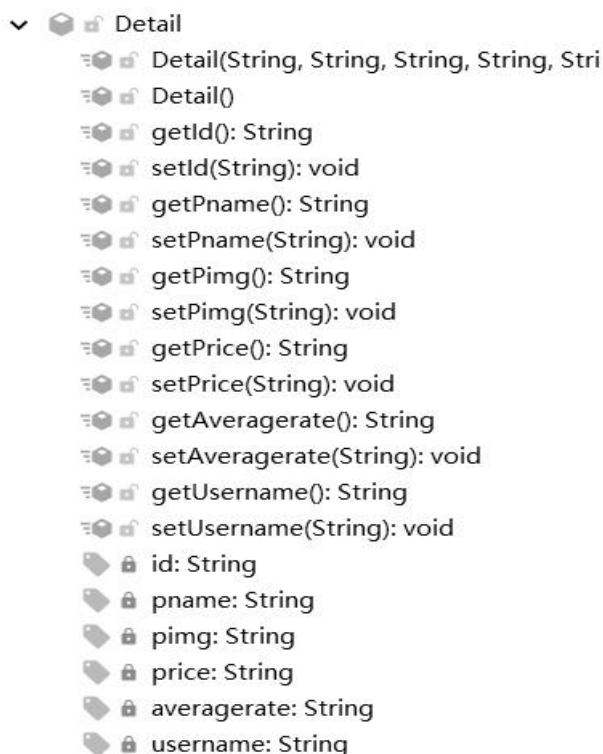 Detail
Detail(String, String, String, String, Stri
Detail()
getId(): String
setId(String): void
getPname(): String
setPname(String): void
getPimg(): String
setPimg(String): void
getPrice(): String
setPrice(String): void
getAveragerate(): String
setAveragerate(String): void
getUsername(): String
setUsername(String): void
id: String
pname: String
pimg: String
price: String
averagerate: String
username: String